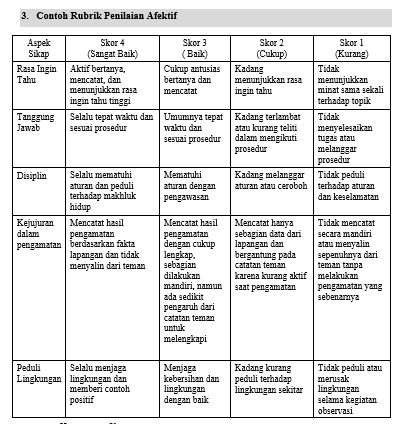 3. Contoh Rubrik Penilaian Afektif
Aspek Sikap | Skor 4 (Sangat Baik) | Skor 3 ( Baik) | Skor 2 (Cukup) | Skor 1 (Kurang)
Rasa Ingin Tahu | Aktif bertanya, mencatat, dan menunjukkan rasa ingin tahu tinggi | Cukup antusias bertanya dan mencatat | Kadang menunjukkan rasa ingin tahu | Tidak menunjukkan minat sama sekali terhadap topik
Tanggung Jawab | Selalu tepat waktu dan sesuai prosedur | Umumnya tepat waktu dan sesuai prosedur | Kadang terlambat atau kurang teliti dalam mengikuti prosedur | Tidak menyelesaikan tugas atau melanggar prosedur
Disiplin | Selalu mematuhi aturan dan peduli terhadap makhluk hidup | Mematuhi aturan dengan pengawasan | Kadang melanggar aturan atau ceroboh | Tidak peduli terhadap aturan dan keselamatan
Kejujuran dalam pengamatan | Mencatat hasil pengamatan berdasarkan fakta lapangan dan tidak menyalin dari teman | Mencatat hasil pengamatan dengan cukup lengkap, sebagian dilakukan mandiri, namun ada sedikit pengaruh dari catatan teman untuk melengkapi | Mencatat hanya sebagian data dari lapangan dan bergantung pada catatan teman karena kurang aktif saat pengamatan | Tidak mencatat secara mandiri atau menyalin sepenuhnya dari teman tanpa melakukan pengamatan yang sebenarnya
Peduli Lingkungan | Selalu menjaga lingkungan dan memberi contoh positif | Menjaga kebersihan dan lingkungan dengan baik | Kadang kurang peduli terhadap lingkungan sekitar | Tidak peduli atau merusak lingkungan selama kegiatan observasi